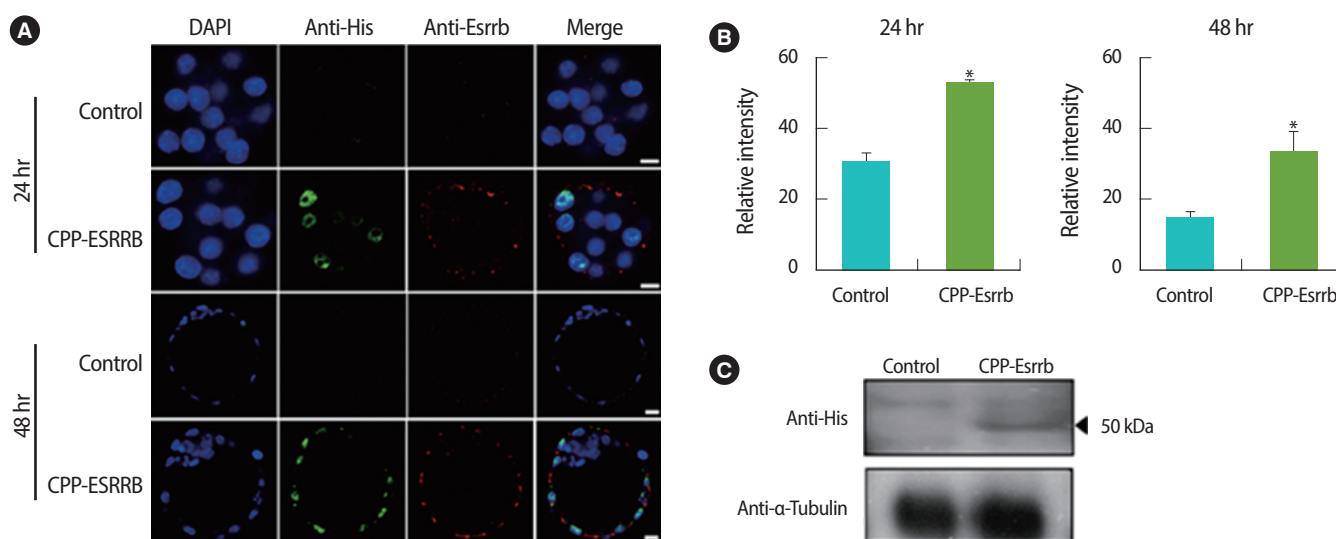 A
DAPI Anti-His Anti-Esrrb Merge
24 hr
Control
CPP-ESRRB
48 hr
Control
CPP-ESRRB
B
24 hr
Relative intensity
60
40
20
0
*
Control CPP-Esrrb
48 hr
Relative intensity
60
40
20
0
*
Control CPP-Esrrb
C
Control CPP-Esrrb
Anti-His
50 kDa
Anti-α-Tubulin